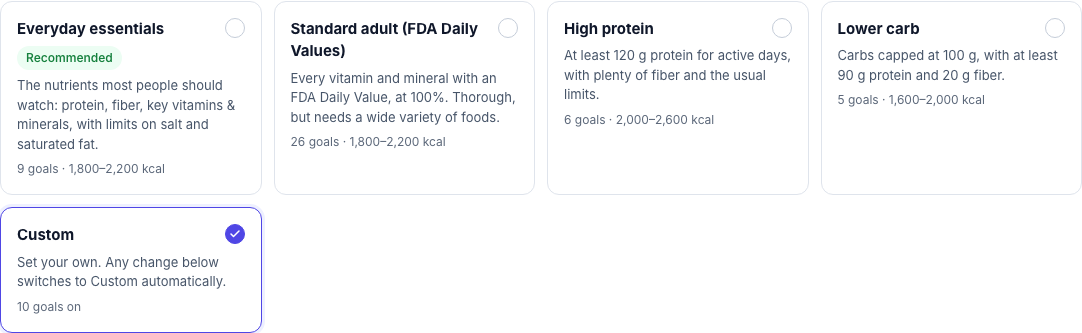 Everyday essentials
Recommended
The nutrients most people should
watch: protein, fiber, key vitamins &
minerals, with limits on salt and
saturated fat.
9 goals · 1,800–2,200 kcal
Standard adult (FDA Daily
Values)
Every vitamin and mineral with an
FDA Daily Value, at 100%. Thorough,
but needs a wide variety of foods.
26 goals · 1,800–2,200 kcal
High protein
At least 120 g protein for active days,
with plenty of fiber and the usual
limits.
6 goals · 2,000–2,600 kcal
Lower carb
Carbs capped at 100 g, with at least
90 g protein and 20 g fiber.
5 goals · 1,600–2,000 kcal
Custom
Set your own. Any change below
switches to Custom automatically.
10 goals on